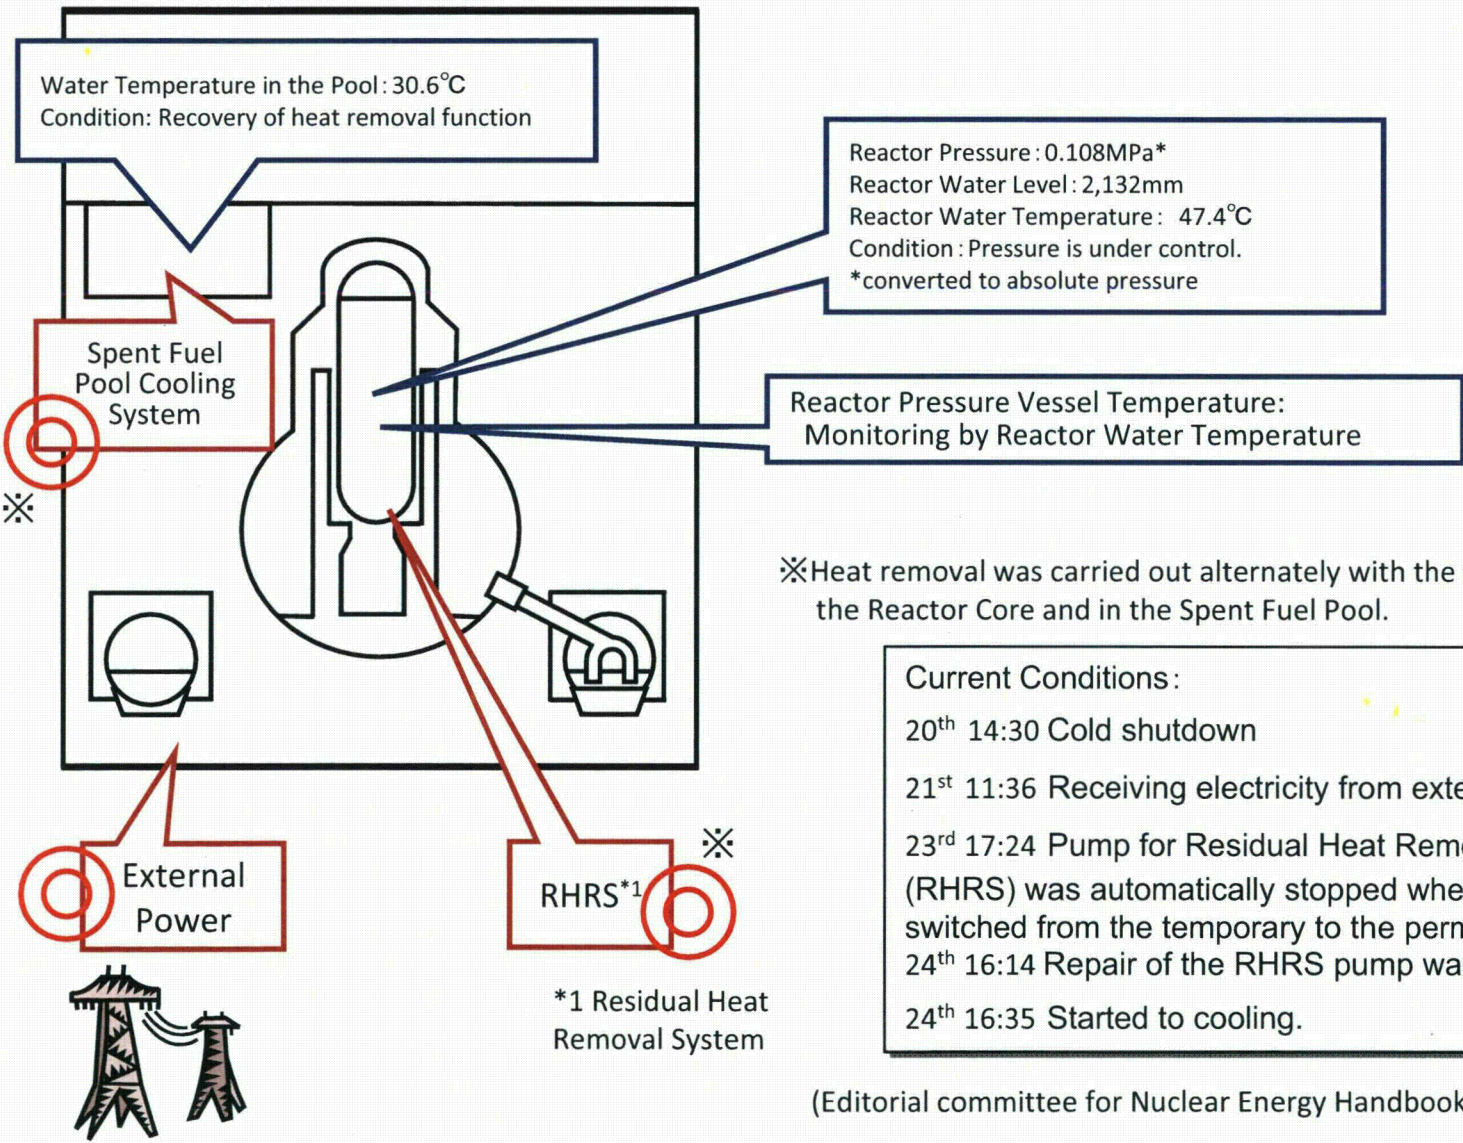 Water Temperature in the Pool : 30.6℃
Condition: Recovery of heat removal function
Reactor Pressure : 0.108MPa*
Reactor Water Level : 2,132mm
Reactor Water Temperature : 47.4℃
Condition : Pressure is under control.
*converted to absolute pressure
Spent Fuel
Pool Cooling
System
※
Reactor Pressure Vessel Temperature:
Monitoring by Reactor Water Temperature
※Heat removal was carried out alternately with the
the Reactor Core and in the Spent Fuel Pool.
Current Conditions :
20th 14:30 Cold shutdown
21st 11:36 Receiving electricity from exte
23rd 17:24 Pump for Residual Heat Rem
(RHRS) was automatically stopped whe
switched from the temporary to the perm
24th 16:14 Repair of the RHRS pump wa
24th 16:35 Started to cooling.
External
Power
※
RHRS*1
*1 Residual Heat
Removal System
(Editorial committee for Nuclear Energy Handbook